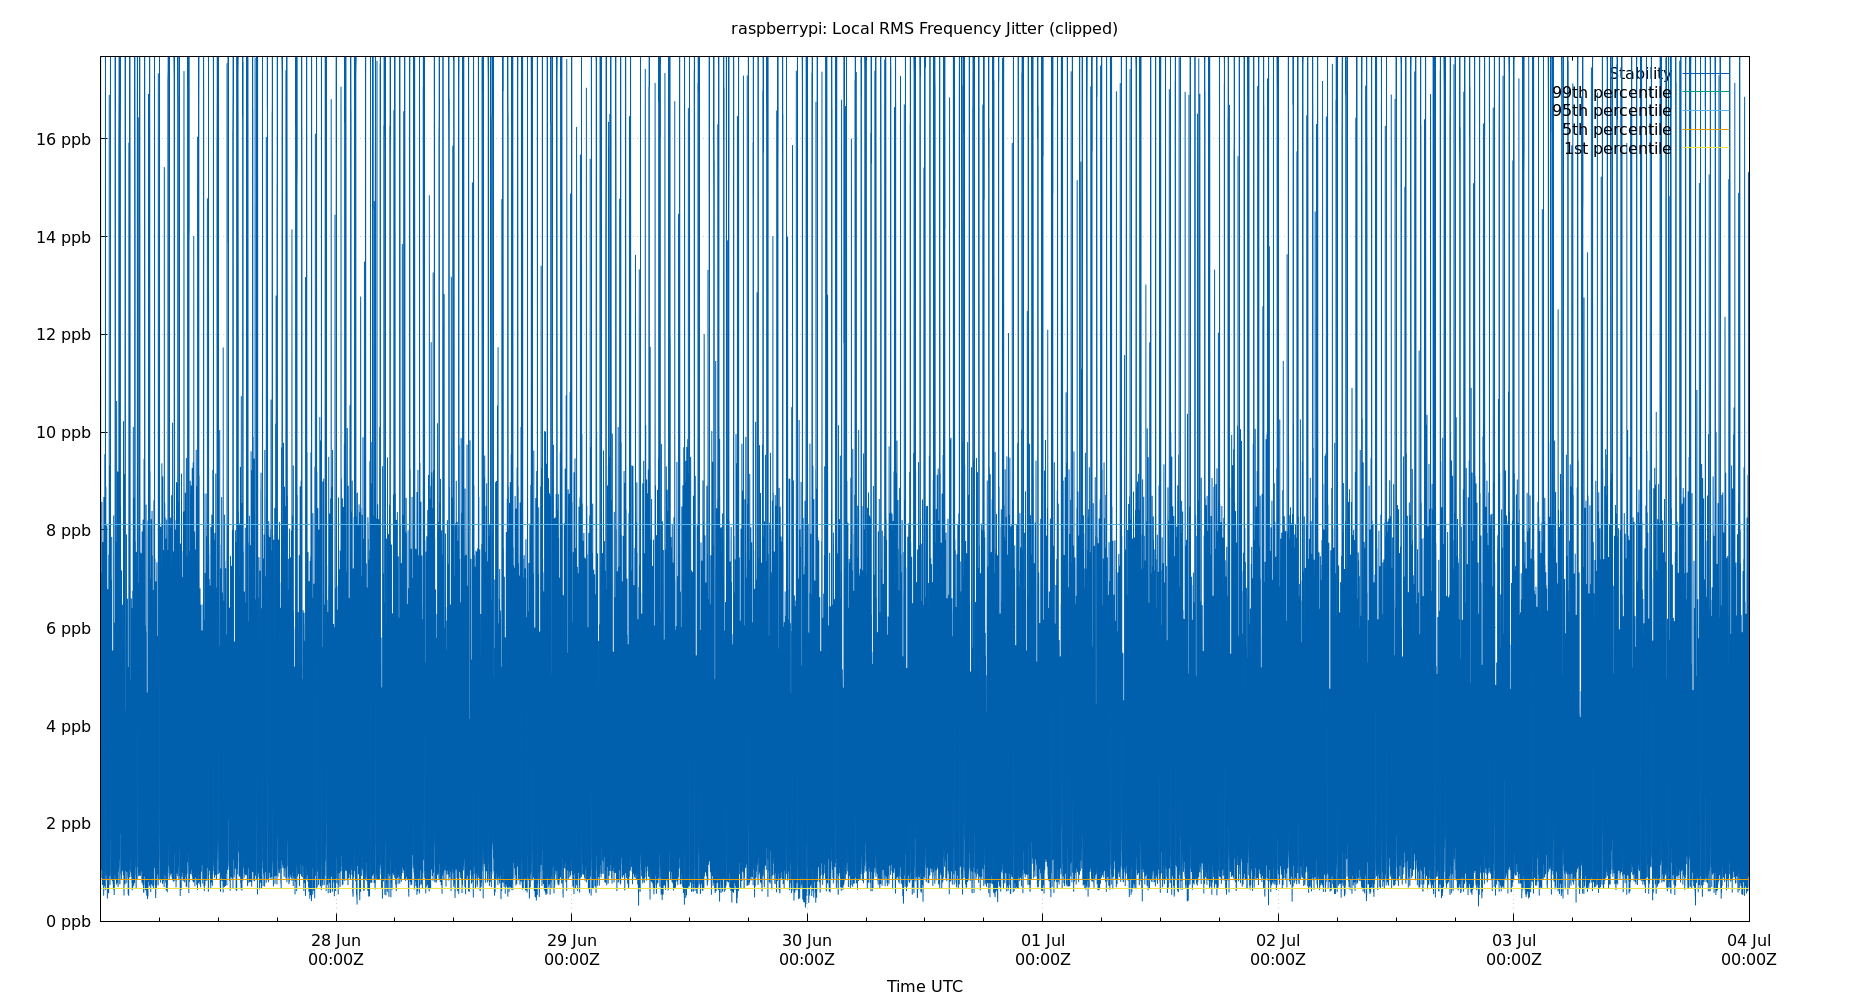 raspberrypi: Local RMS Frequency Jitter (clipped)
Stability
99th percentile
95th percentile
5th percentile
1st percentile
16 ppb
14 ppb
12 ppb
10 ppb
8 ppb
6 ppb
4 ppb
2 ppb
0 ppb
28 Jun
00:00Z
29 Jun
00:00Z
30 Jun
00:00Z
01 Jul
00:00Z
02 Jul
00:00Z
03 Jul
00:00Z
04 Jul
00:00Z
Time UTC